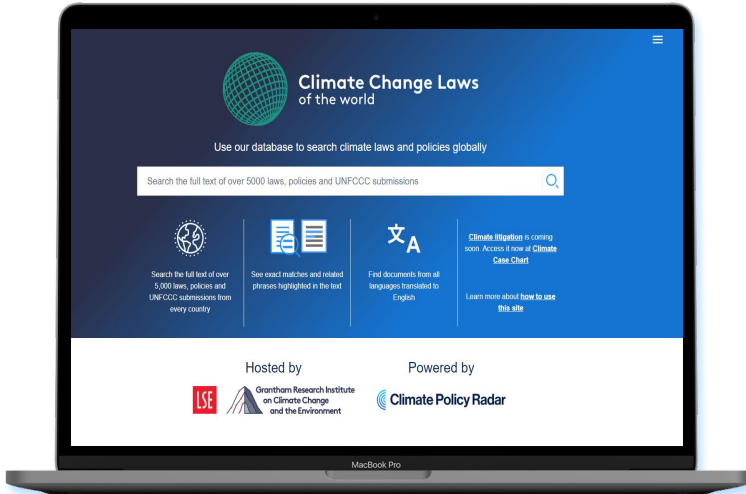 Climate Change Laws
of the world
Use our database to search climate laws and policies globally
Search the full text of over 5000 laws, policies and UNFCCC submissions
文A
Search the full text of over
5,000 laws, policies and
UNFCCC submissions from
every country
See exact matches and related
phrases highlighted in the text
Find documents from all
languages translated to
English
Climate litigation is coming
soon. Access it now at Climate
Case Chart
Learn more about how to use
this site
Hosted by
LSE
Grantham Research Institute
on Climate Change
and the Environment
Powered by
Climate Policy Radar
MacBook Pro